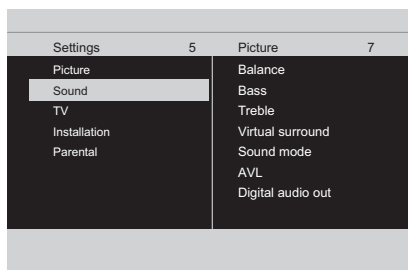 Settings 5 Picture 7
Picture Balance
Sound Bass
TV Treble
Installation Virtual surround
Parental Sound mode
AVL
Digital audio out